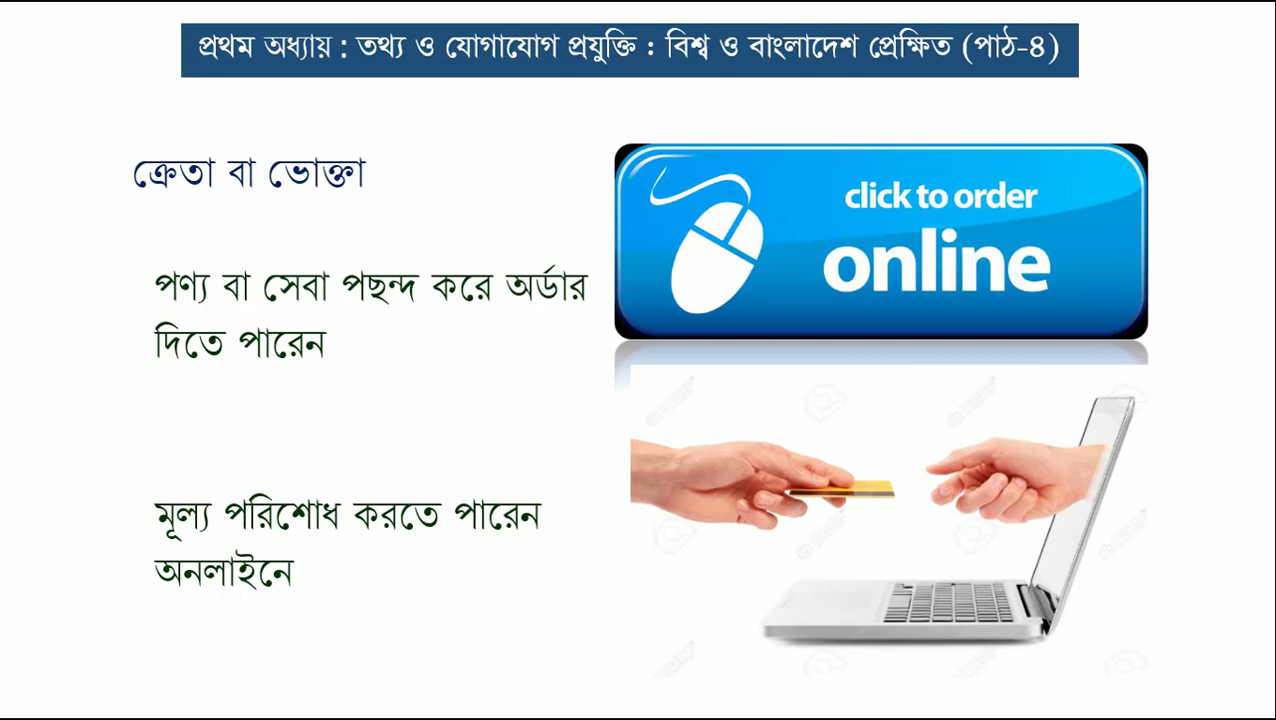 প্রথম অধ্যায় : তথ্য ও যোগাযোগ প্রযুক্তি : বিশ্ব ও বাংলাদেশ প্রেক্ষিত (পাঠ-৪)
ক্রেতা বা ভোক্তা
পণ্য বা সেবা পছন্দ করে অর্ডার
দিতে পারেন
মূল্য পরিশোধ করতে পারেন
অনলাইনে
click to order
online